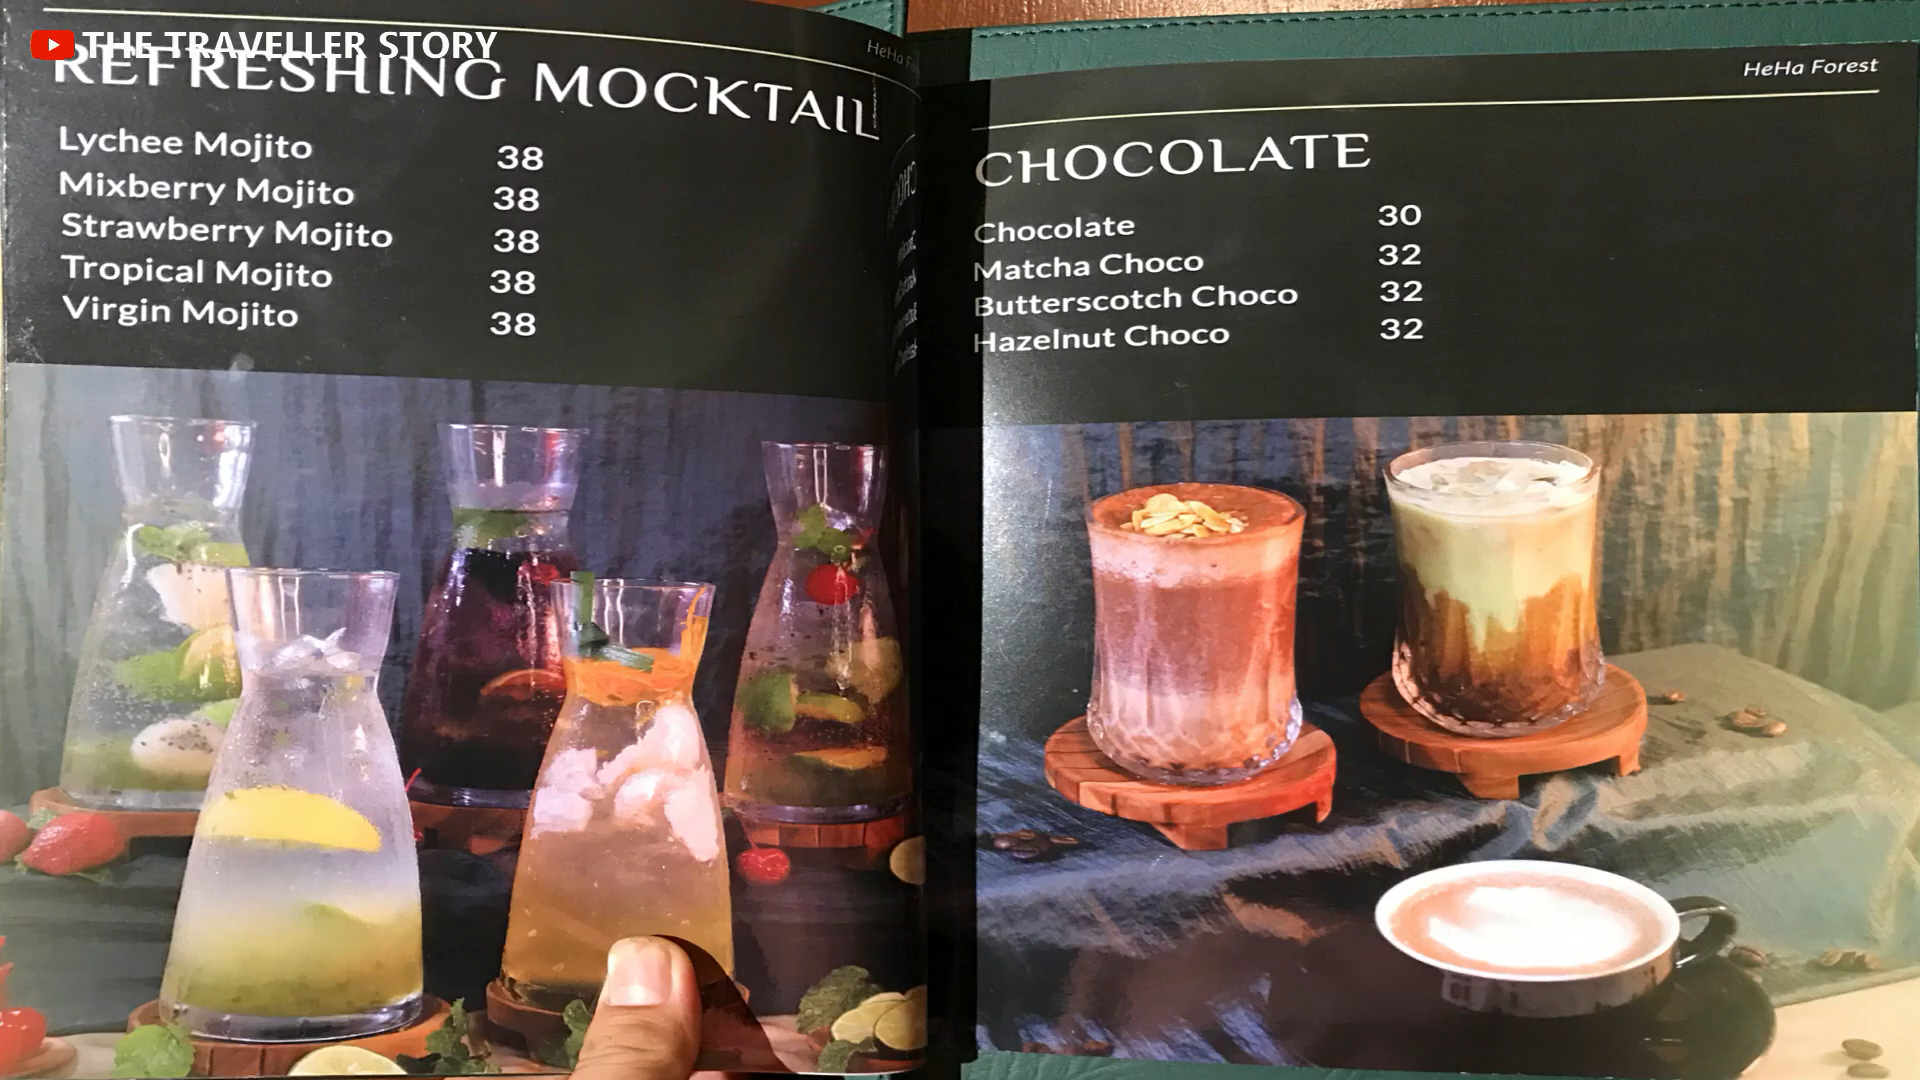 THE TRAVELLER STORY
HeHa
REFRESHING MOCKTAIL
Lychee Mojito 38
Mixberry Mojito 38
Strawberry Mojito 38
Tropical Mojito 38
Virgin Mojito 38
HeHa Forest
CHOCOLATE
Chocolate 30
Matcha Choco 32
Butterscotch Choco 32
Hazelnut Choco 32